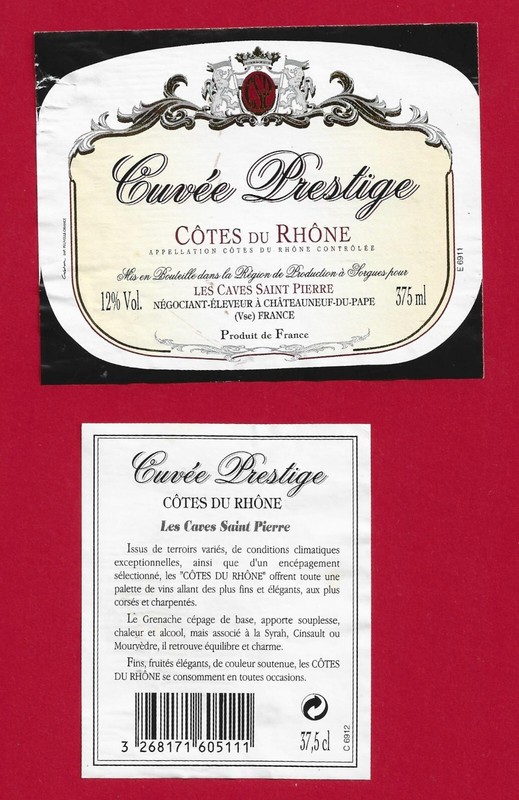 Cuvée Prestige
CÔTES DU RHÔNE
APPELLATION CÔTES DU RHÔNE CONTRÔLÉE
Mis en Bouteille dans la Région de Production à Sorgues pour
LES CAVES SAINT PIERRE
12% Vol.
NÉGOCIANT-ÉLEVEUR À CHÂTEAUNEUF-DU-PAPE
375 ml
(Vse) FRANCE
Produit de France
E 6911
Cuvée Prestige
CÔTES DU RHÔNE
Les Caves Saint Pierre
Issus de terroirs variés, de conditions climatiques
exceptionnelles, ainsi que d'un encépagement
sélectionné, les "CÔTES DU RHÔNE" offrent toute une
palette de vins allant des plus fins et élégants, aux plus
corsés et charpentés.
Le Grenache cépage de base, apporte souplesse,
chaleur et alcool, mais associé à la Syrah, Cinsault ou
Mourvèdre, il retrouve équilibre et charme.
Fins, fruités élégants, de couleur soutenue, les CÔTES
DU RHÔNE se consomment en toutes occasions.
3 268171 605111
37,5 cl
C 6912